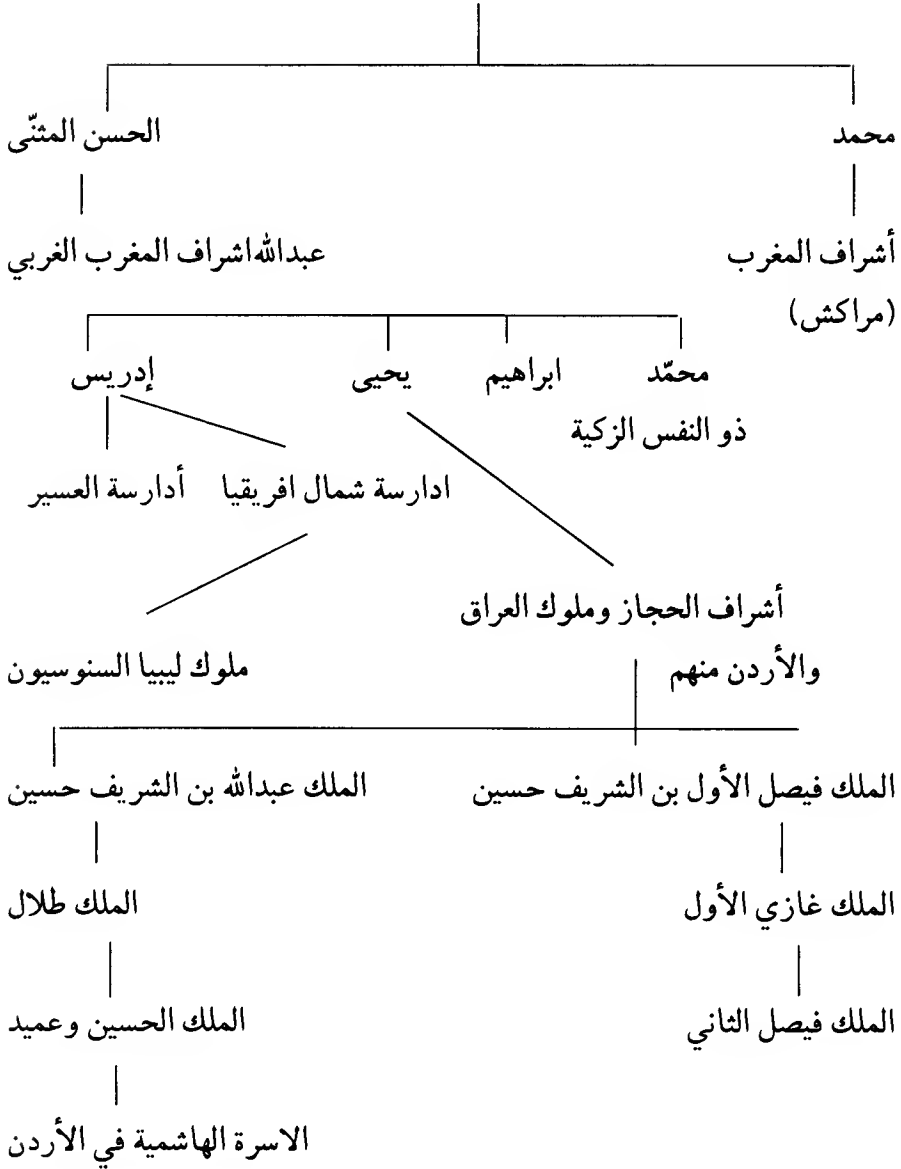 محمد الحسن المثنّى
أشراف المغرب عبدالله اشراف المغرب الغربي
(مراكش)
محمّد ابراهيم يحيى إدريس
ذو النفس الزكية
ادارسة شمال افريقيا أدارسة العسير
أشراف الحجاز وملوك العراق
والأردن منهم ملوك ليبيا السنوسيون
الملك فيصل الأول بن الشريف حسين الملك عبدالله بن الشريف حسين
الملك غازي الأول الملك طلال
الملك فيصل الثاني الملك الحسين وعميد
الاسرة الهاشمية في الأردن